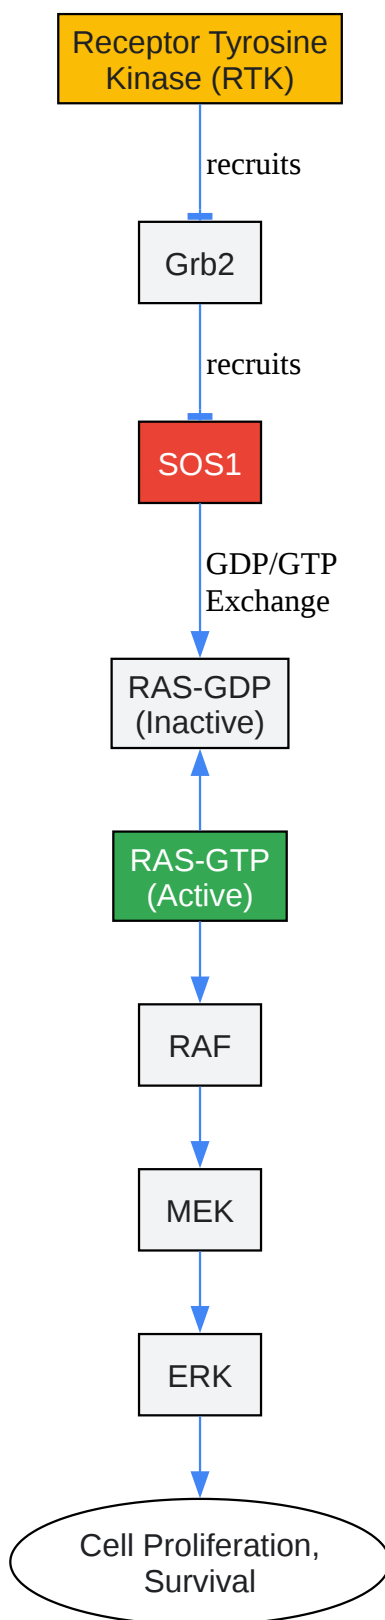 Receptor Tyrosine
Kinase (RTK)
recruits
Grb2
recruits
SOS1
GDP/GTP
Exchange
RAS-GDP
(Inactive)
RAS-GTP
(Active)
RAF
MEK
ERK
Cell Proliferation,
Survival